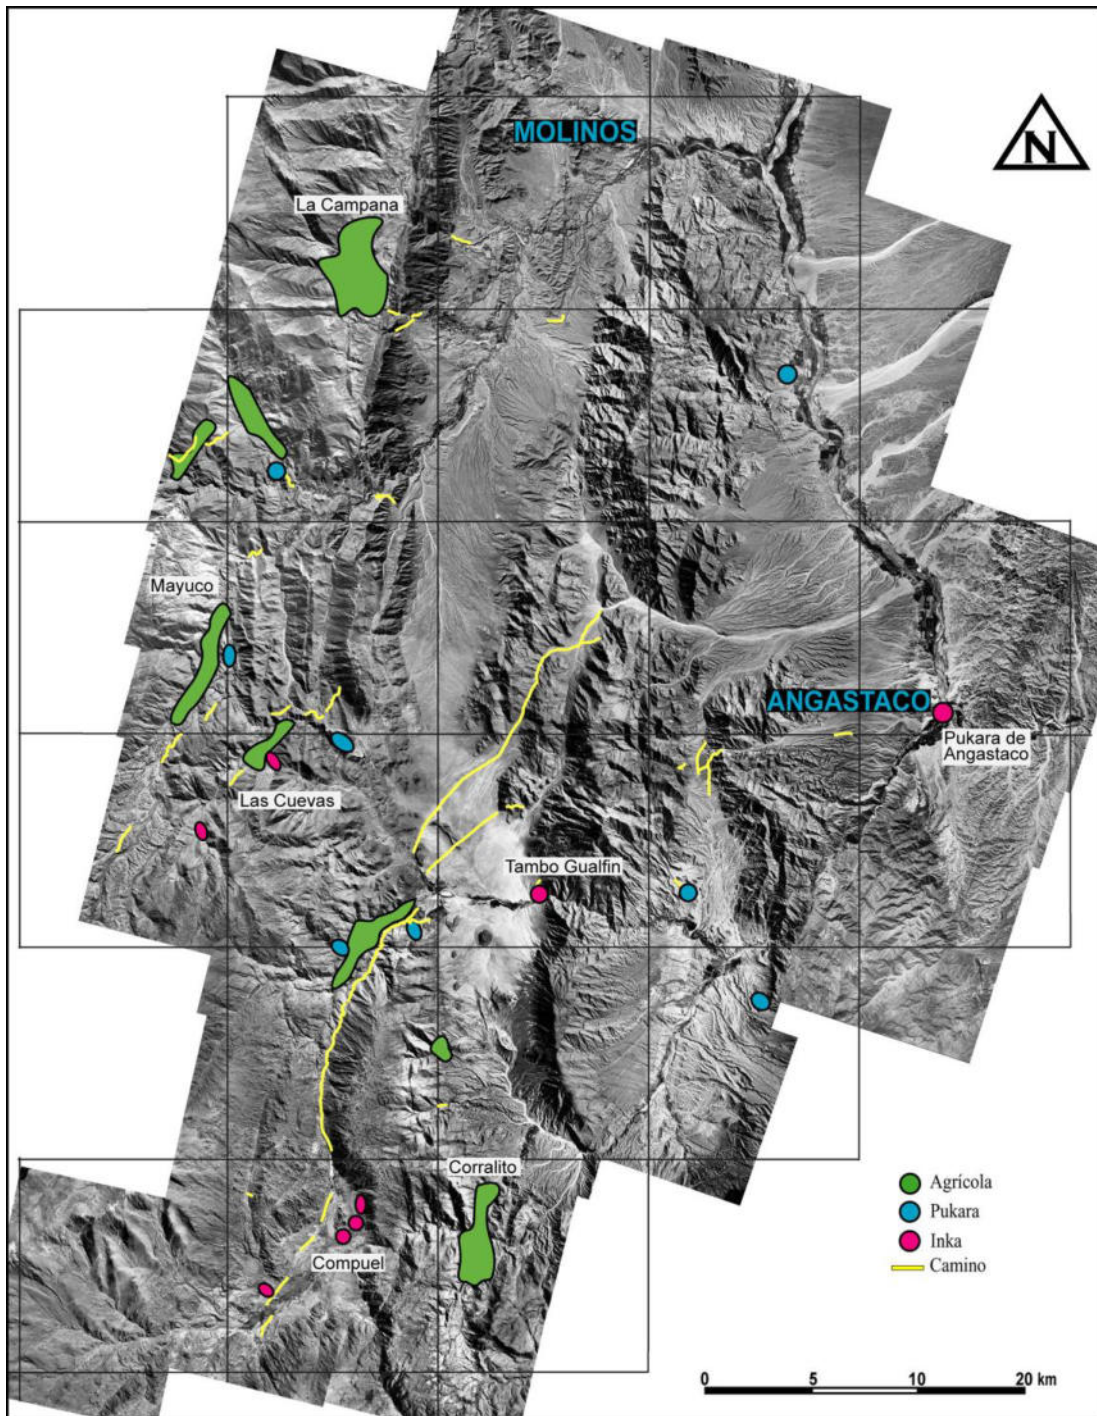 MOLINOS
N
La Campana
Mayuco
ANGASTACO
Pukara de
Angastaco
Las Cuevas
Tambo Gualfin
Corralito
Agrícola
Pukara
Inka
Camino
Compuel
0 5 10 20 km